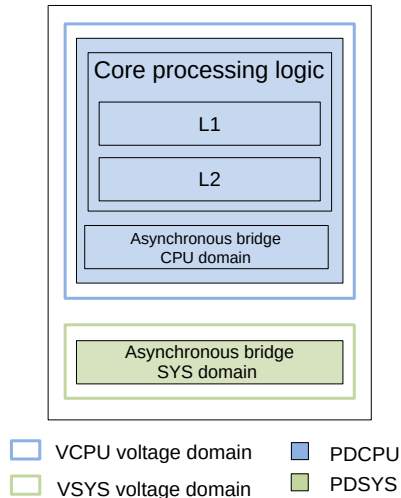 Core processing logic
L1
L2
Asynchronous bridge
CPU domain
Asynchronous bridge
SYS domain
VCPU voltage domain
PDCPU
VSYS voltage domain
PDSYS